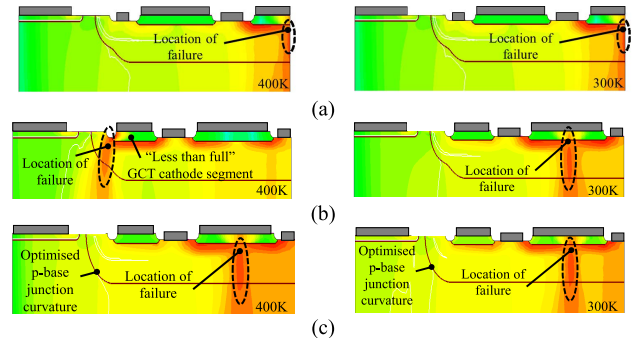 Location of
failure
400K
Location of
failure
300K
(a)
Location of
failure
"Less than full"
GCT cathode segment
400K
Location of
failure
300K
(b)
Optimised
p-base
junction
curvature
Location of
failure
400K
Optimised
p-base
junction
curvature
Location of
failure
300K
(c)